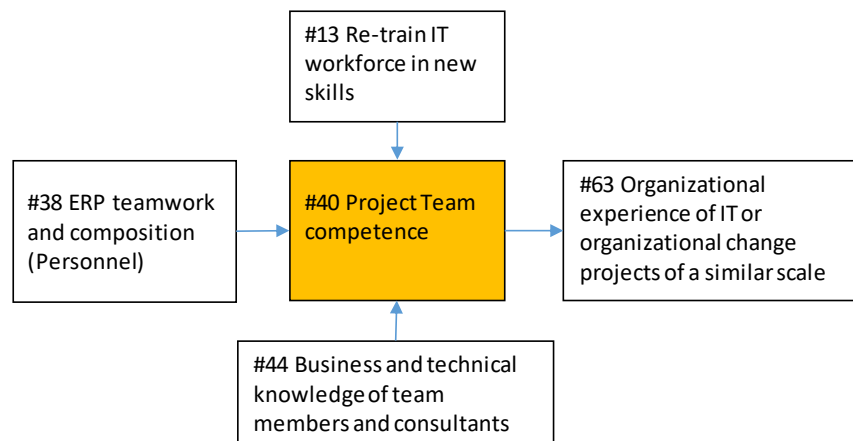 #13 Re-train IT
workforce in new
skills
#38 ERP teamwork
and composition
(Personnel)
#40 Project Team
competence
#63 Organizational
experience of IT or
organizational change
projects of a similar scale
#44 Business and technical
knowledge of team
members and consultants